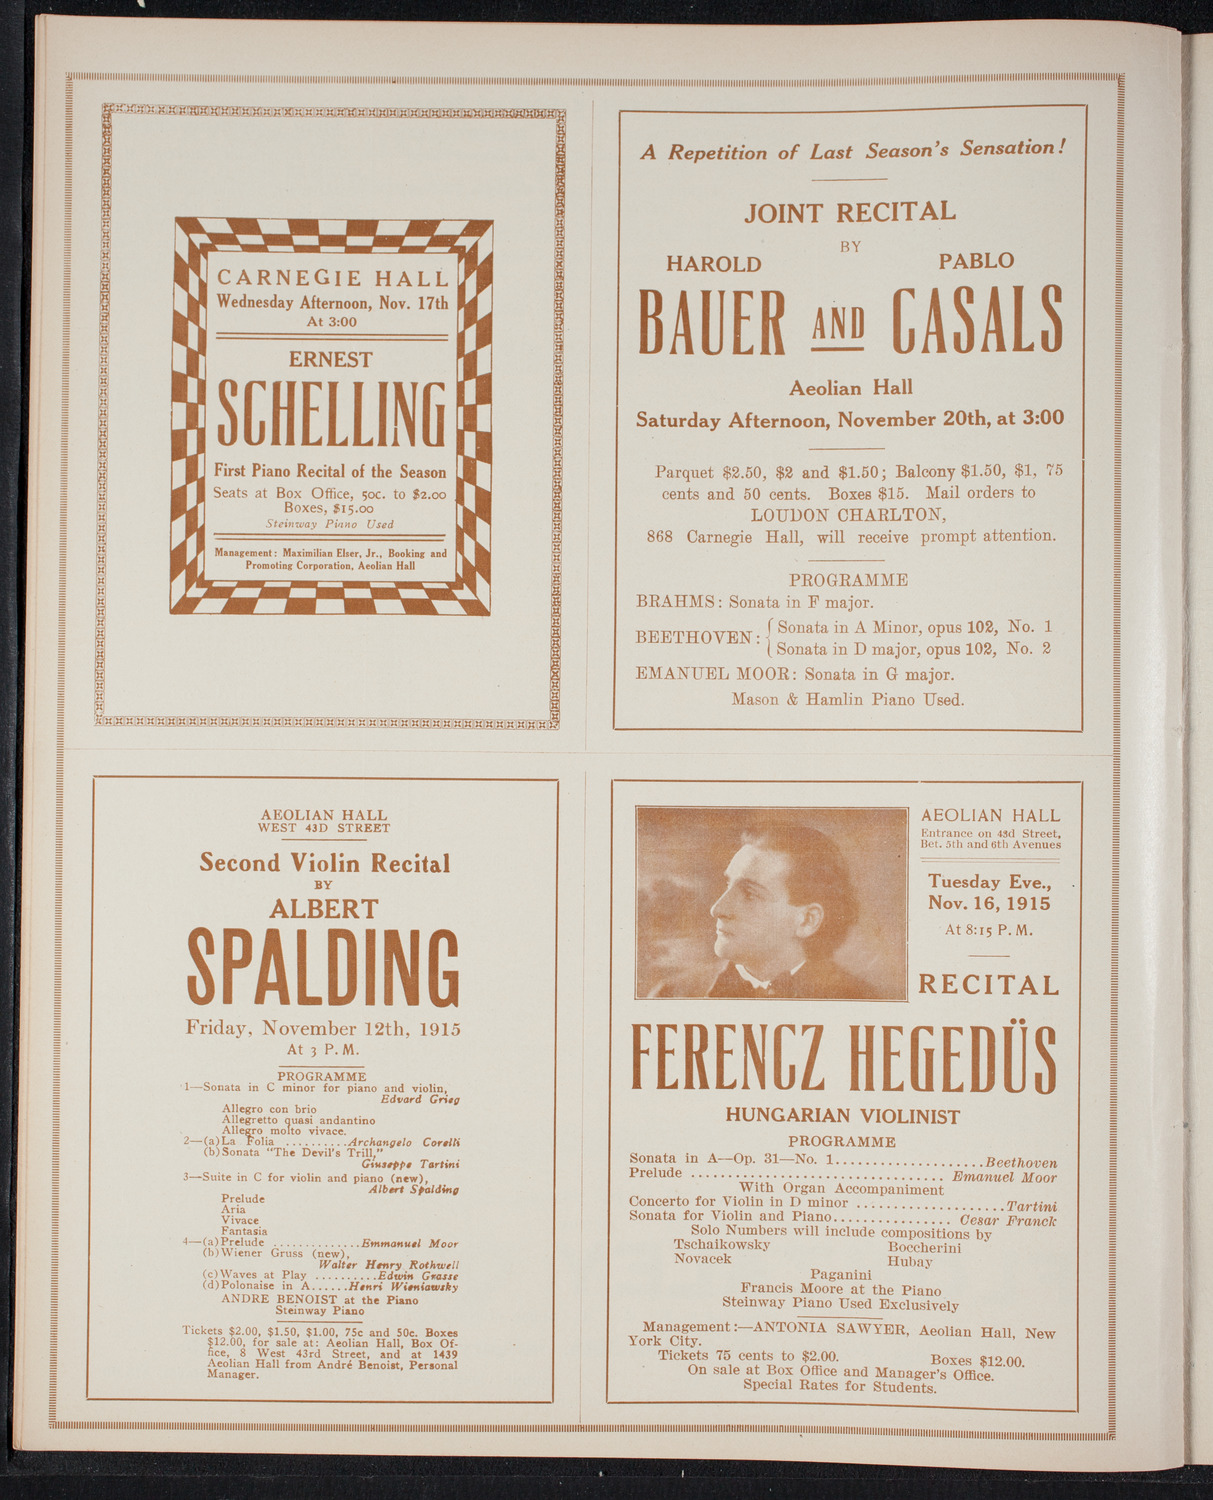 CARNEGIE HALL
Wednesday Afternoon, Nov. 17th
At 3:00
ERNEST
SCHELLING
First Piano Recital of the Season
Seats at Box Office, 50c. to $2.00
Boxes, $15.00
Steinway Piano Used
Management: Maximilian Elser, Jr., Booking and
Promoting Corporation, Aeolian Hall
A Repetition of Last Season's Sensation!
JOINT RECITAL
BY
HAROLD PABLO
BAUER AND CASALS
Aeolian Hall
Saturday Afternoon, November 20th, at 3:00
Parquet $2.50, $2 and $1.50; Balcony $1.50, $1, 75
cents and 50 cents. Boxes $15. Mail orders to
LOUDON CHARLTON,
868 Carnegie Hall, will receive prompt attention.
PROGRAMME
BRAHMS: Sonata in F major.
BEETHOVEN: { Sonata in A Minor, opus 102, No. 1
Sonata in D major, opus 102, No. 2
EMANUEL MOOR: Sonata in G major.
Mason & Hamlin Piano Used.
AEOLIAN HALL
WEST 43D STREET
Second Violin Recital
BY
ALBERT
SPALDING
Friday, November 12th, 1915
At 3 P. M.
PROGRAMME
1—Sonata in C minor for piano and violin,
Edvard Grieg
Allegro con brio
Allegretto quasi andantino
Allegro molto vivace.
2—(a) La Folia ..........Archangelo Corelli
(b) Sonata "The Devil's Trill,"
Giuseppe Tartini
3—Suite in C for violin and piano (new),
Albert Spalding
Prelude
Aria
Vivace
Fantasia
4—(a) Prelude .............Emmanuel Moor
(b) Wiener Gruss (new),
Walter Henry Rothwell
(c) Waves at Play ..........Edwin Grasse
(d) Polonaise in A......Henri Wieniawsky
ANDRE BENOIST at the Piano
Steinway Piano
Tickets $2.00, $1.50, $1.00, 75c and 50c. Boxes
$12.00, for sale at: Aeolian Hall, Box Of-
fice, 8 West 43rd Street, and at 1439
Aeolian Hall from André Benoist, Personal
Manager.
AEOLIAN HALL
Entrance on 43d Street,
Bet. 5th and 6th Avenues
Tuesday Eve.,
Nov. 16, 1915
At 8:15 P. M.
RECITAL
FERENCZ HEGEDÜS
HUNGARIAN VIOLINIST
PROGRAMME
Sonata in A—Op. 31—No. 1....................Beethoven
Prelude .................................. Emanuel Moor
With Organ Accompaniment
Concerto for Violin in D minor ....................Tartini
Sonata for Violin and Piano................ Cesar Franck
Solo Numbers will include compositions by
Tschaikowsky Boccherini
Novacek Hubay
Paganini
Francis Moore at the Piano
Steinway Piano Used Exclusively
Management:—ANTONIA SAWYER, Aeolian Hall, New
York City.
Tickets 75 cents to $2.00. Boxes $12.00.
On sale at Box Office and Manager's Office.
Special Rates for Students.